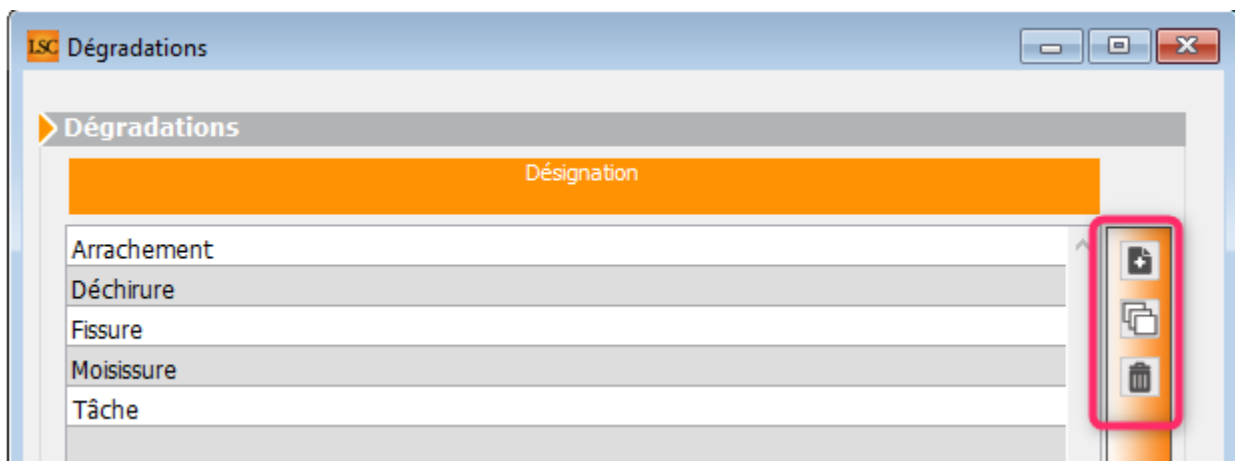 LSC Dégradations
Dégradations
Désignation
Arrachement
Déchirure
Fissure
Moisissure
Tâche